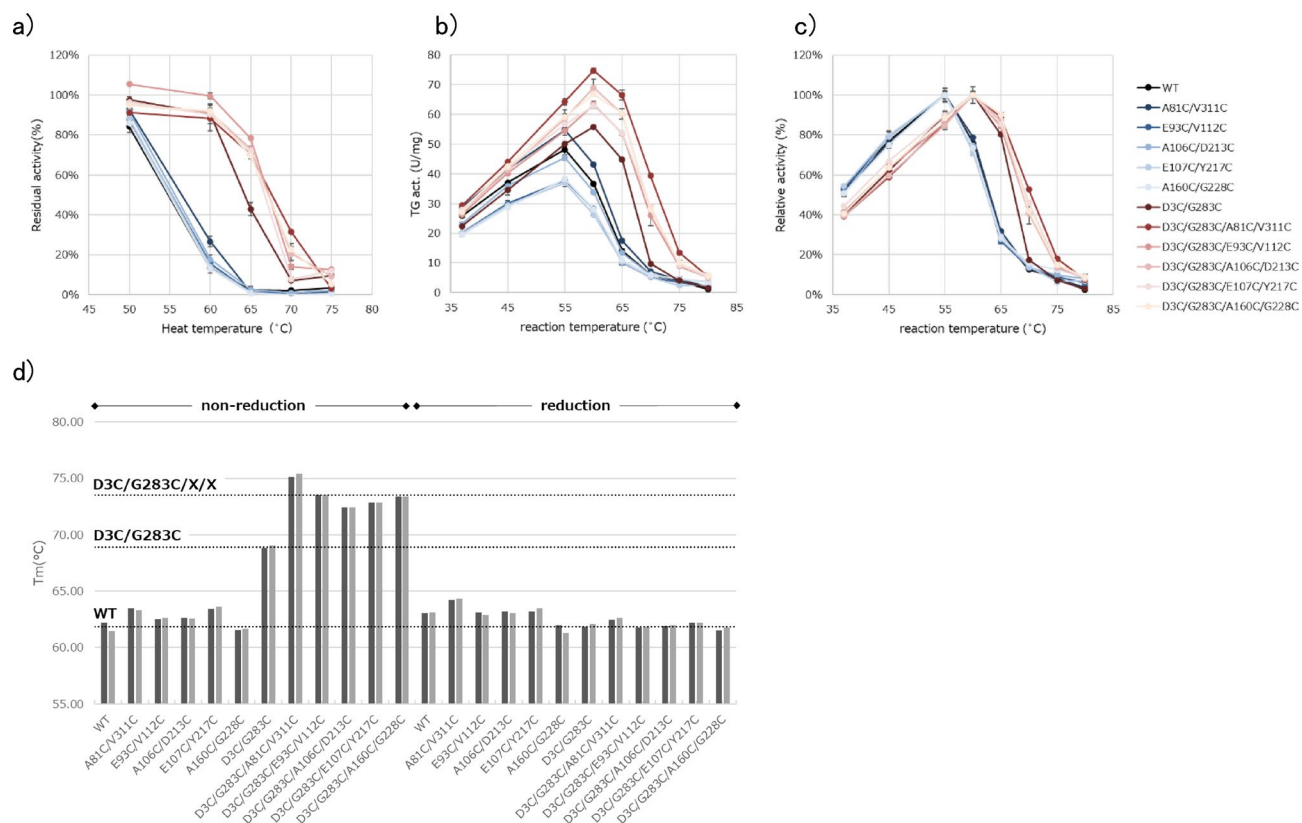 a)
120%
100%
80%
60%
40%
20%
0%
Residual activity(%)
45 50 55 60 65 70 75 80
Heat temperature (°C)
b)
80
70
60
50
40
30
20
10
0
TG act. (U/mg)
35 45 55 65 75 85
reaction temperature (°C)
c)
120%
100%
80%
60%
40%
20%
0%
Relative activity (%)
35 45 55 65 75 85
reaction temperature (°C)
WT
A81C/V311C
E93C/V112C
A106C/D213C
E107C/Y217C
A160C/G228C
D3C/G283C
D3C/G283C/A81C/V311C
D3C/G283C/E93C/V112C
D3C/G283C/A106C/D213C
D3C/G283C/E107C/Y217C
D3C/G283C/A160C/G228C
d)
non-reduction
reduction
80.00
75.00
70.00
65.00
60.00
55.00
Tm(°C)
D3C/G283C/X/X
D3C/G283C
WT
WT
A81C/V311C
E93C/V112C
A106C/D213C
E107C/Y217C
A160C/G228C
D3C/G283C
D3C/G283C/A81C/V311C
D3C/G283C/E93C/V112C
D3C/G283C/A106C/D213C
D3C/G283C/E107C/Y217C
D3C/G283C/A160C/G228C
WT
A81C/V311C
E93C/V112C
A106C/D213C
E107C/Y217C
A160C/G228C
D3C/G283C
D3C/G283C/A81C/V311C
D3C/G283C/E93C/V112C
D3C/G283C/A106C/D213C
D3C/G283C/E107C/Y217C
D3C/G283C/A160C/G228C